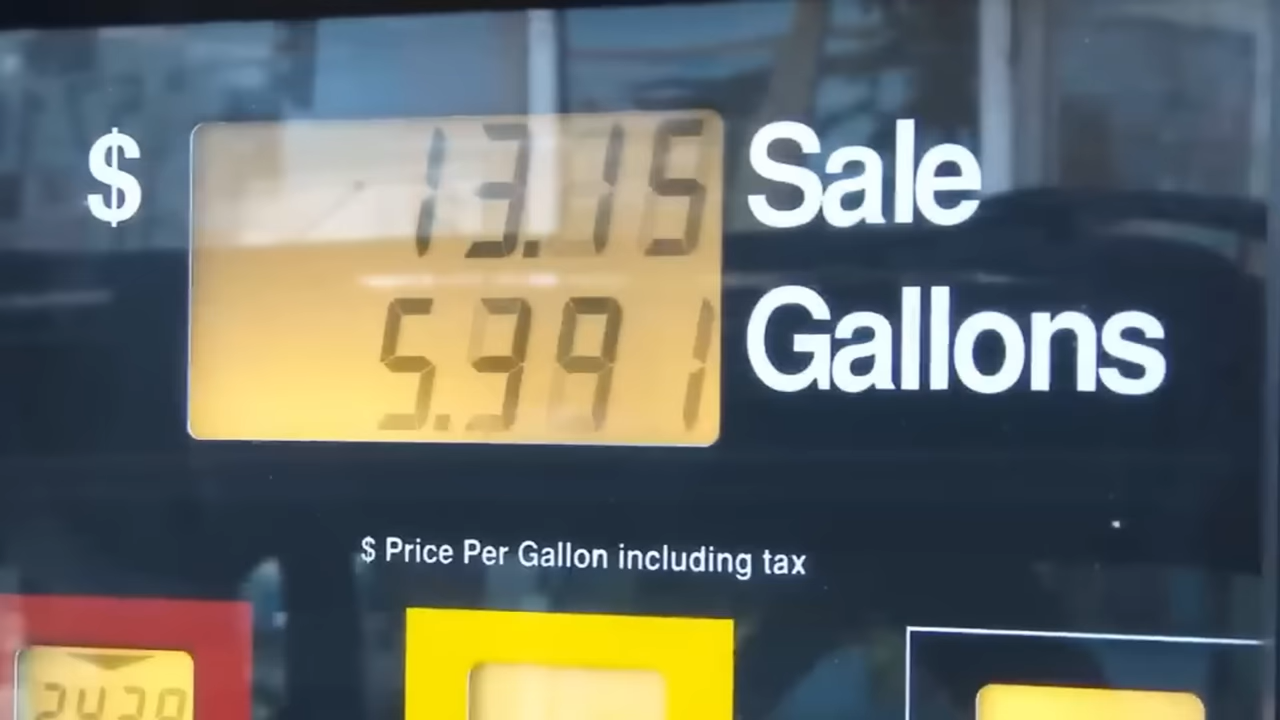 $ 13.15 Sale
5.391 Gallons
$ Price Per Gallon including tax